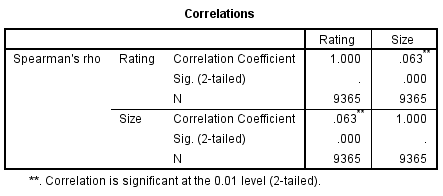 Correlations
Rating Size
Spearman's rho Rating Correlation Coefficient 1.000 .063**
Sig. (2-tailed) . .000
N 9365 9365
Size Correlation Coefficient .063** 1.000
Sig. (2-tailed) .000 .
N 9365 9365
**. Correlation is significant at the 0.01 level (2-tailed).